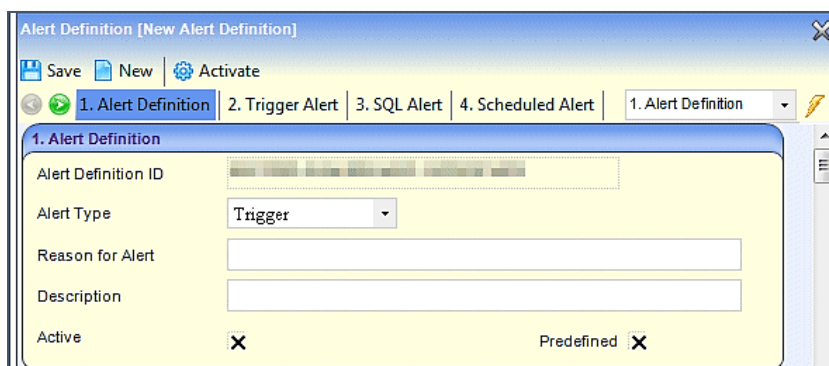 Alert Definition [New Alert Definition]
Save New Activate
1. Alert Definition 2. Trigger Alert 3. SQL Alert 4. Scheduled Alert 1. Alert Definition
1. Alert Definition
Alert Definition ID
Alert Type Trigger
Reason for Alert
Description
Active Predefined